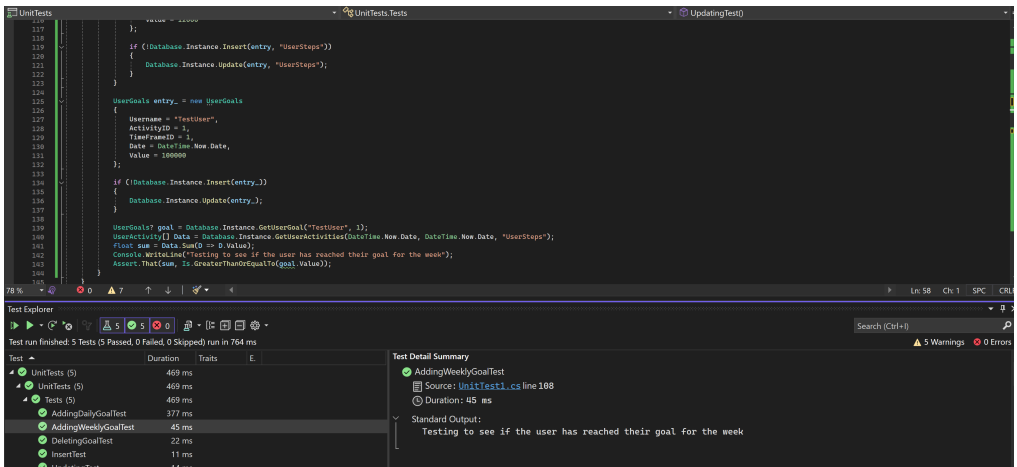 UnitTests UnitTests.Tests UpdatingTest()
116 Value = 12000
117 };
118
119 if (!Database.Instance.Insert(entry, "UserSteps"))
120 {
121 Database.Instance.Update(entry, "UserSteps");
122 }
123 }
124
125 UserGoals entry_ = new UserGoals
126 {
127 Username = "TestUser",
128 ActivityID = 1,
129 TimeFrameID = 1,
130 Date = DateTime.Now.Date,
131 Value = 100000
132 };
133
134 if (!Database.Instance.Insert(entry_))
135 {
136 Database.Instance.Update(entry_);
137 }
138
139 UserGoals? goal = Database.Instance.GetUserGoal("TestUser", 1);
140 UserActivity[] Data = Database.Instance.GetUserActivities(DateTime.Now.Date, DateTime.Now.Date, "UserSteps");
141 float sum = Data.Sum(D => D.Value);
142 Console.WriteLine("Testing to see if the user has reached their goal for the week");
143 Assert.That(sum, Is.GreaterThanOrEqualTo(goal.Value));
144 }
145 }
78 % 0 7 Ln: 58 Ch: 1 SPC CRL
Test Explorer
5 5 0 Search (Ctrl+I)
Test run finished: 5 Tests (5 Passed, 0 Failed, 0 Skipped) run in 764 ms 5 Warnings 0 Errors
Test Duration Traits E. Test Detail Summary
UnitTests (5) 469 ms AddingWeeklyGoalTest
UnitTests (5) 469 ms Source: UnitTest1.cs line 108
Tests (5) 469 ms Duration: 45 ms
AddingDailyGoalTest 377 ms Standard Output:
AddingWeeklyGoalTest 45 ms Testing to see if the user has reached their goal for the week
DeletingGoalTest 22 ms
InsertTest 11 ms
UpdatingTest 14 ms